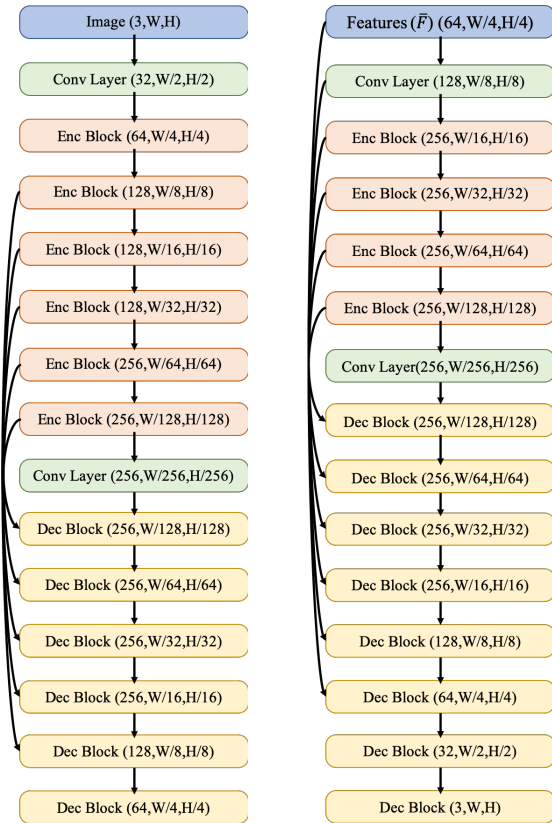 Image (3,W,H)
Conv Layer (32,W/2,H/2)
Enc Block (64,W/4,H/4)
Enc Block (128,W/8,H/8)
Enc Block (128,W/16,H/16)
Enc Block (128,W/32,H/32)
Enc Block (256,W/64,H/64)
Enc Block (256,W/128,H/128)
Conv Layer (256,W/256,H/256)
Dec Block (256,W/128,H/128)
Dec Block (256,W/64,H/64)
Dec Block (256,W/32,H/32)
Dec Block (256,W/16,H/16)
Dec Block (128,W/8,H/8)
Dec Block (64,W/4,H/4)
Features (F̄) (64,W/4,H/4)
Conv Layer (128,W/8,H/8)
Enc Block (256,W/16,H/16)
Enc Block (256,W/32,H/32)
Enc Block (256,W/64,H/64)
Enc Block (256,W/128,H/128)
Conv Layer(256,W/256,H/256)
Dec Block (256,W/128,H/128)
Dec Block (256,W/64,H/64)
Dec Block (256,W/32,H/32)
Dec Block (256,W/16,H/16)
Dec Block (128,W/8,H/8)
Dec Block (64,W/4,H/4)
Dec Block (32,W/2,H/2)
Dec Block (3,W,H)